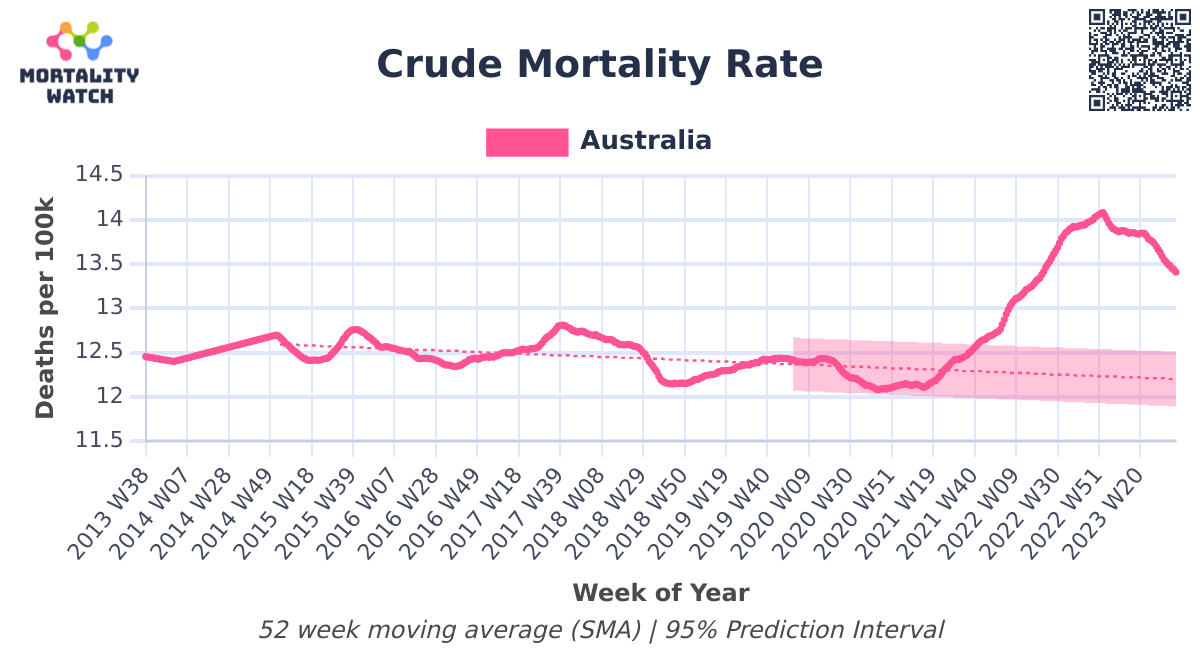 MORTALITY
WATCH
Crude Mortality Rate
Australia
Deaths per 100k
14.5
14
13.5
13
12.5
12
11.5
2013 W38
2014 W07
2014 W28
2014 W49
2015 W18
2015 W39
2016 W07
2016 W28
2016 W49
2017 W18
2017 W39
2018 W08
2018 W29
2018 W50
2019 W19
2019 W40
2020 W09
2020 W30
2020 W51
2021 W19
2021 W40
2022 W09
2022 W30
2022 W51
2023 W20
Week of Year
52 week moving average (SMA) | 95% Prediction Interval